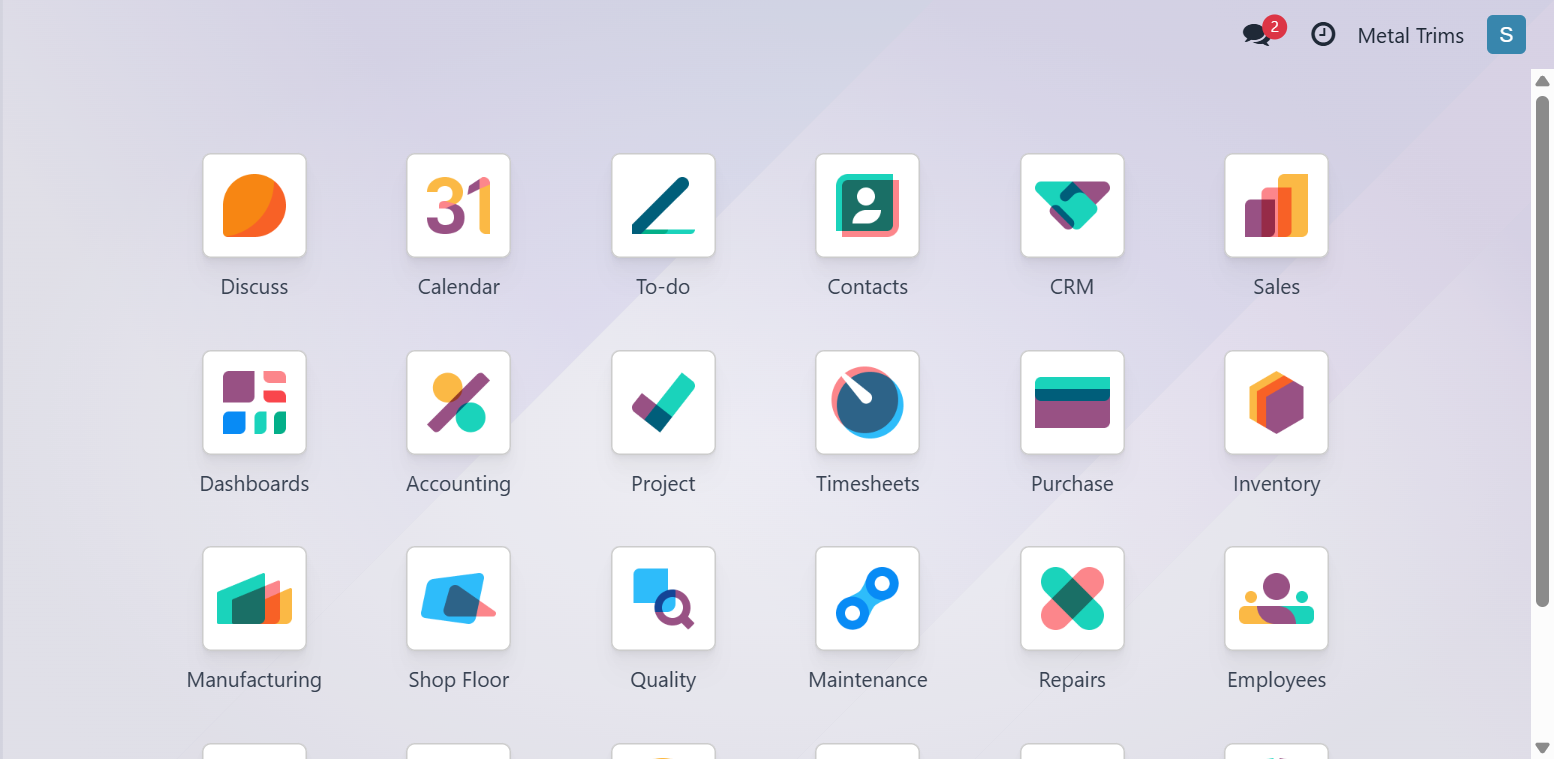 2
Metal Trims
S
31
Discuss
Calendar
To-do
Contacts
CRM
Sales
Dashboards
Accounting
Project
Timesheets
Purchase
Inventory
Manufacturing
Shop Floor
Quality
Maintenance
Repairs
Employees